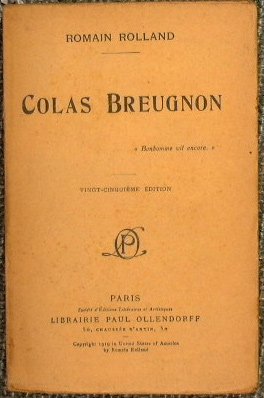 ROMAIN ROLLAND
COLAS BREUGNON
« Bonhomme vit encore. »
VINGT-CINQUIÈME ÉDITION
PARIS
Société d'Éditions Littéraires et Artistiques
LIBRAIRIE PAUL OLLENDORFF
50, CHAUSSÉE D'ANTIN, 50
Copyright 1919 in United States of America
by Romain Rolland